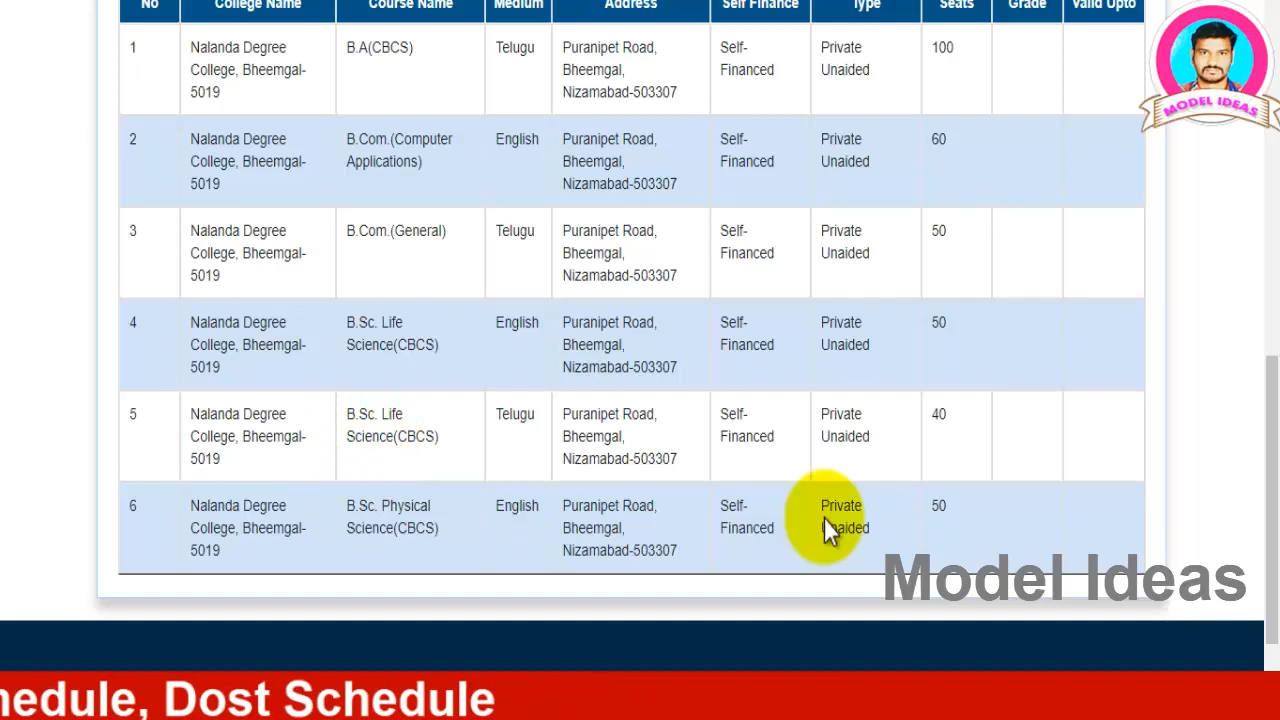 No College Name Course Name Medium Address Self Finance Type Seats Grade Valid Upto
1 Nalanda Degree B.A(CBCS) Telugu Puranipet Road, Self- Private 100
College, Bheemgal- Bheemgal, Financed Unaided
5019 Nizamabad-503307
2 Nalanda Degree B.Com.(Computer English Puranipet Road, Self- Private 60
College, Bheemgal- Applications) Bheemgal, Financed Unaided
5019 Nizamabad-503307
3 Nalanda Degree B.Com.(General) Telugu Puranipet Road, Self- Private 50
College, Bheemgal- Bheemgal, Financed Unaided
5019 Nizamabad-503307
4 Nalanda Degree B.Sc. Life English Puranipet Road, Self- Private 50
College, Bheemgal- Science(CBCS) Bheemgal, Financed Unaided
5019 Nizamabad-503307
5 Nalanda Degree B.Sc. Life Telugu Puranipet Road, Self- Private 40
College, Bheemgal- Science(CBCS) Bheemgal, Financed Unaided
5019 Nizamabad-503307
6 Nalanda Degree B.Sc. Physical English Puranipet Road, Self- Private 50
College, Bheemgal- Science(CBCS) Bheemgal, Financed Unaided
5019 Nizamabad-503307
MODEL IDEAS
Model Ideas
hedule, Dost Schedule